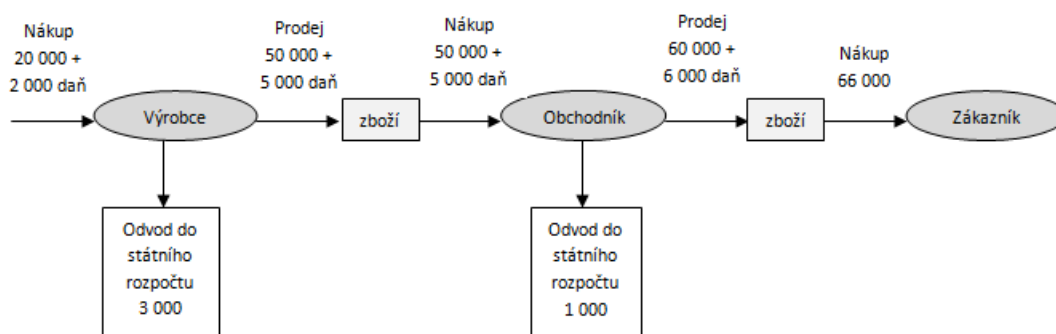 Nákup
20 000 +
2 000 daň
Prodej
50 000 +
5 000 daň
Nákup
50 000 +
5 000 daň
Prodej
60 000 +
6 000 daň
Nákup
66 000
Výrobce
zboží
Obchodník
zboží
Zákazník
Odvod do
státního
rozpočtu
3 000
Odvod do
státního
rozpočtu
1 000